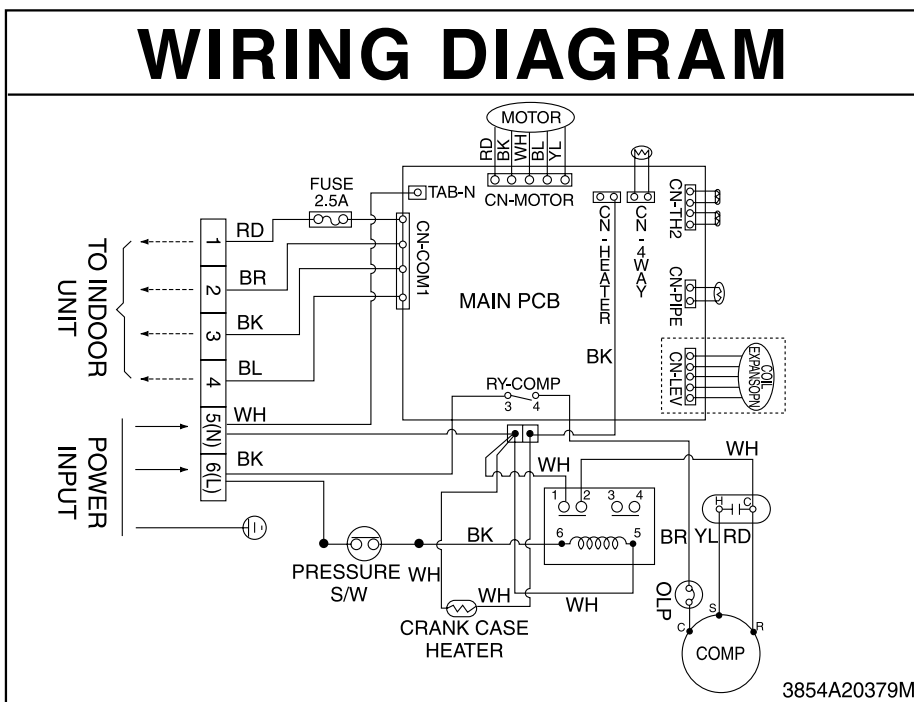 WIRING DIAGRAM
MOTOR
RD
BK
WH
BL
YL
FUSE
2.5A
TAB-N
CN-MOTOR
CN-HEATER
CN-4WAY
CN-TH2
CN-COM1
RD
1
TO INDOOR
UNIT
BR
2
MAIN PCB
CN-PIPE
BK
3
BK
BL
4
RY-COMP
3 4
CN-LEV
COIL
EXPANSOPN
WH
5(N)
POWER
INPUT
BK
6(L)
WH
WH
1 2 3 4
H C
BK
6 5
BR
YL
RD
PRESSURE
S/W
WH
WH
WH
OLP
S
C
R
CRANK CASE
HEATER
COMP
3854A20379M